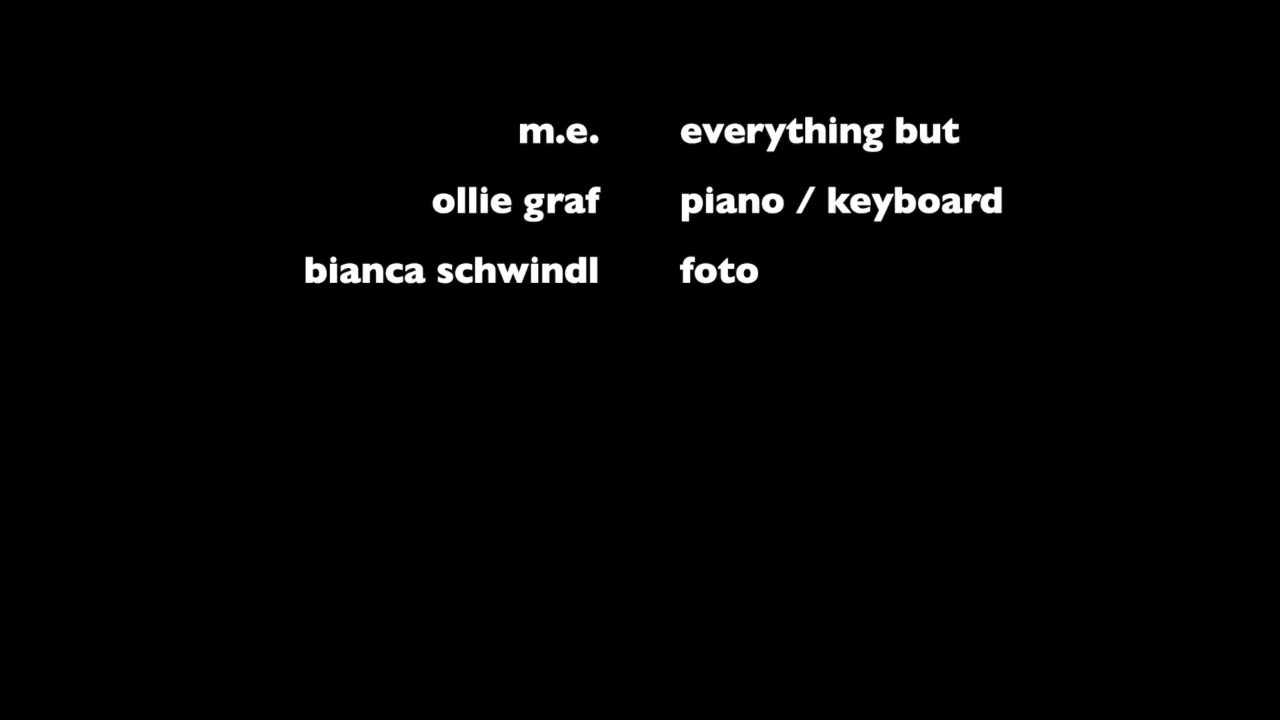 m.e. everything but
ollie graf piano / keyboard
bianca schwindl foto